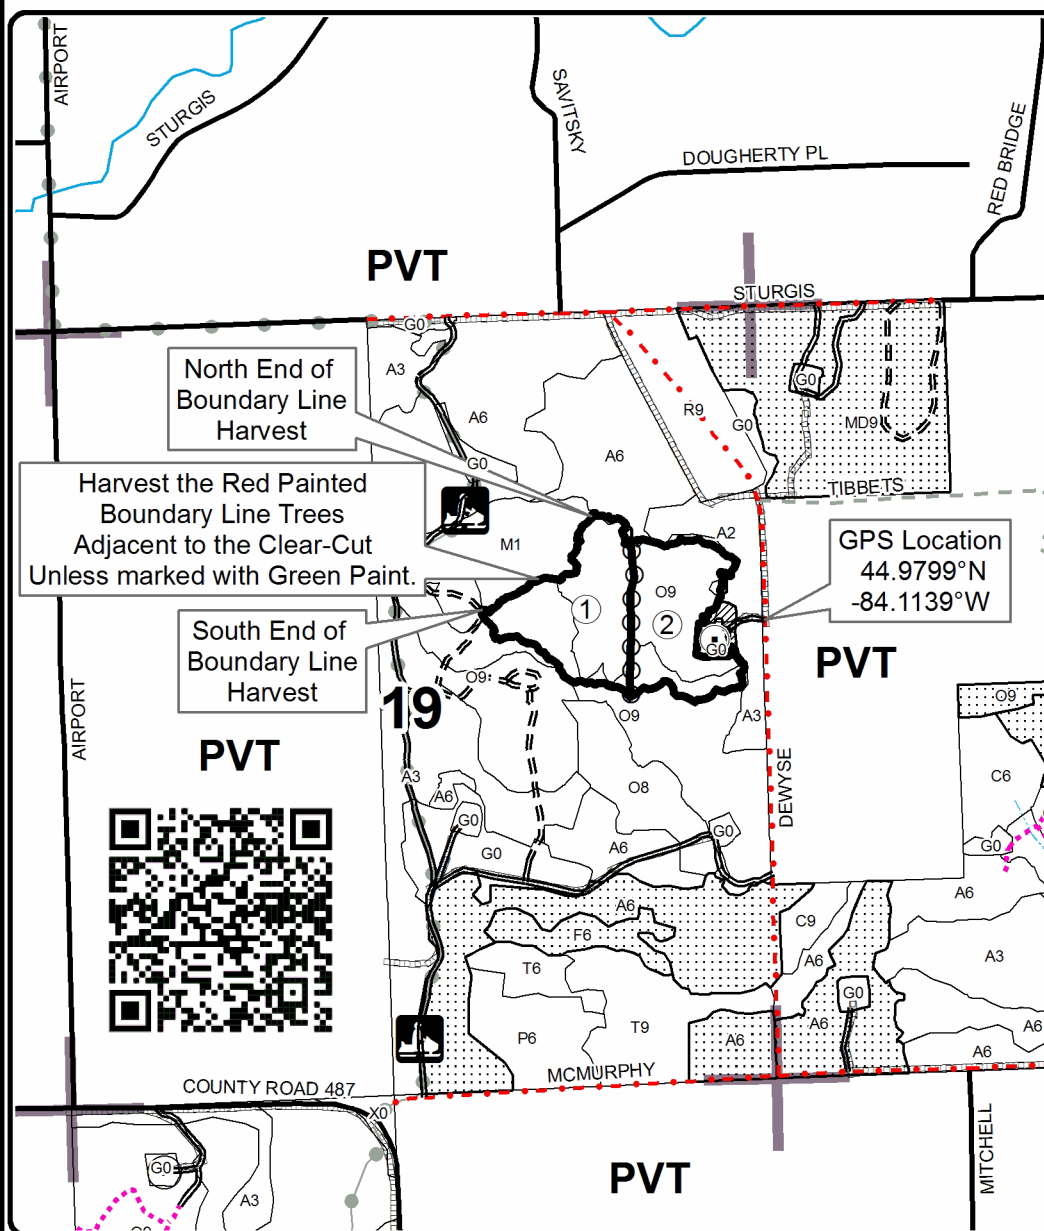 AIRPORT
STURGIS
SAVITSKY
DOUGHERTY PL
RED BRIDGE
PVT
STURGIS
G0
A3
North End of
Boundary Line
Harvest
A6
R9
G0
G0
MD9
G0
A6
TIBBETS
Harvest the Red Painted
Boundary Line Trees
Adjacent to the Clear-Cut
Unless marked with Green Paint.
M1
A2
GPS Location
44.9799°N
-84.1139°W
O9
1
2
South End of
Boundary Line
Harvest
G0
PVT
O9
19
O9
A3
O9
AIRPORT
PVT
A3
O8
DEWYSE
C6
A6
G0
G0
G0
A6
G0
A6
A6
C9
F6
A6
T6
A3
G0
P6
T9
A6
A6
A6
A6
MCMURPHY
COUNTY ROAD 487
X0
MITCHELL
G0
A3
PVT